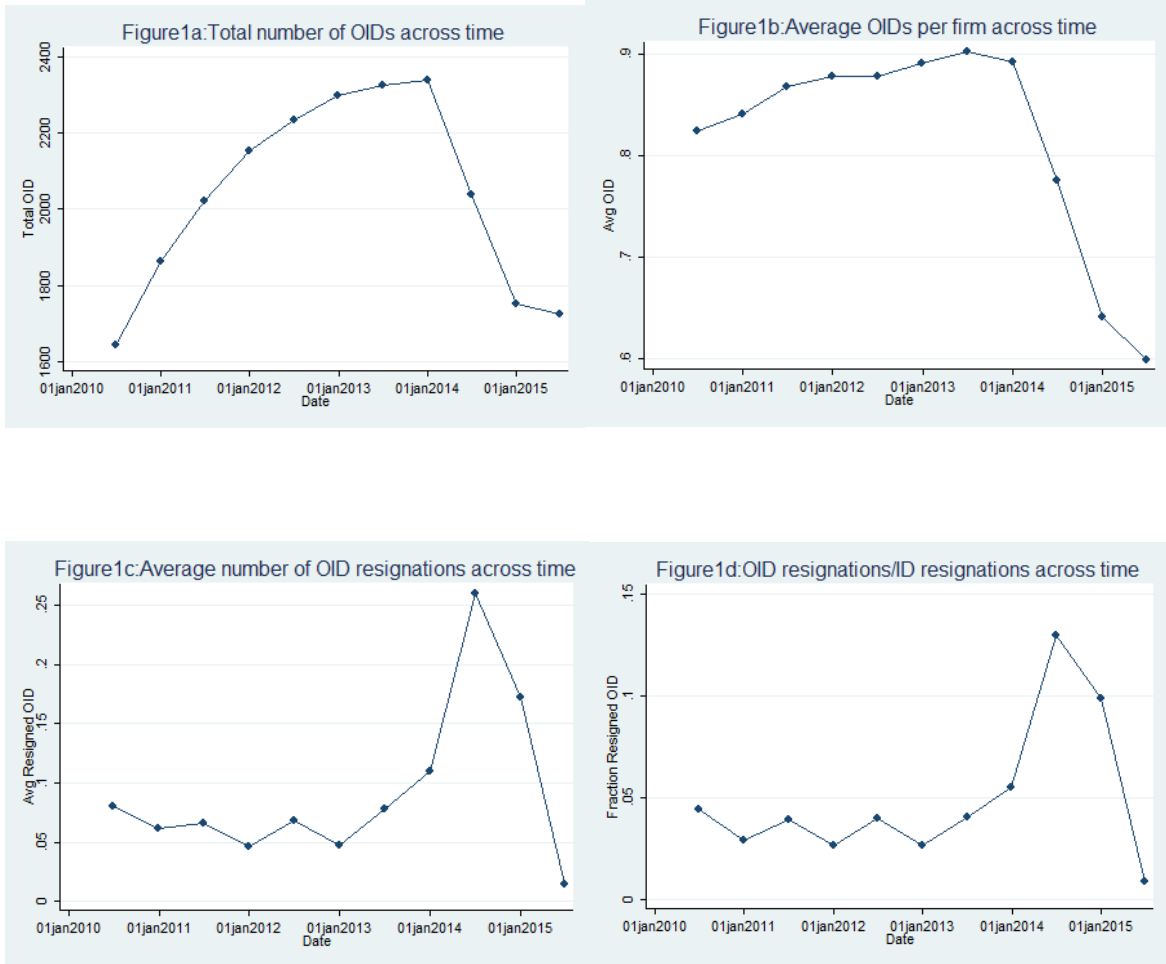 Figure1a:Total number of OIDs across time
Total OID
2400
2200
2000
1800
1600
01jan2010 01jan2011 01jan2012 01jan2013 01jan2014 01jan2015
Date
Figure1b:Average OIDs per firm across time
Avg OID
.9
.8
.7
.6
01jan2010 01jan2011 01jan2012 01jan2013 01jan2014 01jan2015
Date
Figure1c:Average number of OID resignations across time
Avg Resigned OID
.25
.2
.15
.1
.05
0
01jan2010 01jan2011 01jan2012 01jan2013 01jan2014 01jan2015
Date
Figure1d:OID resignations/ID resignations across time
Fraction Resigned OID
.15
.1
.05
0
01jan2010 01jan2011 01jan2012 01jan2013 01jan2014 01jan2015
Date